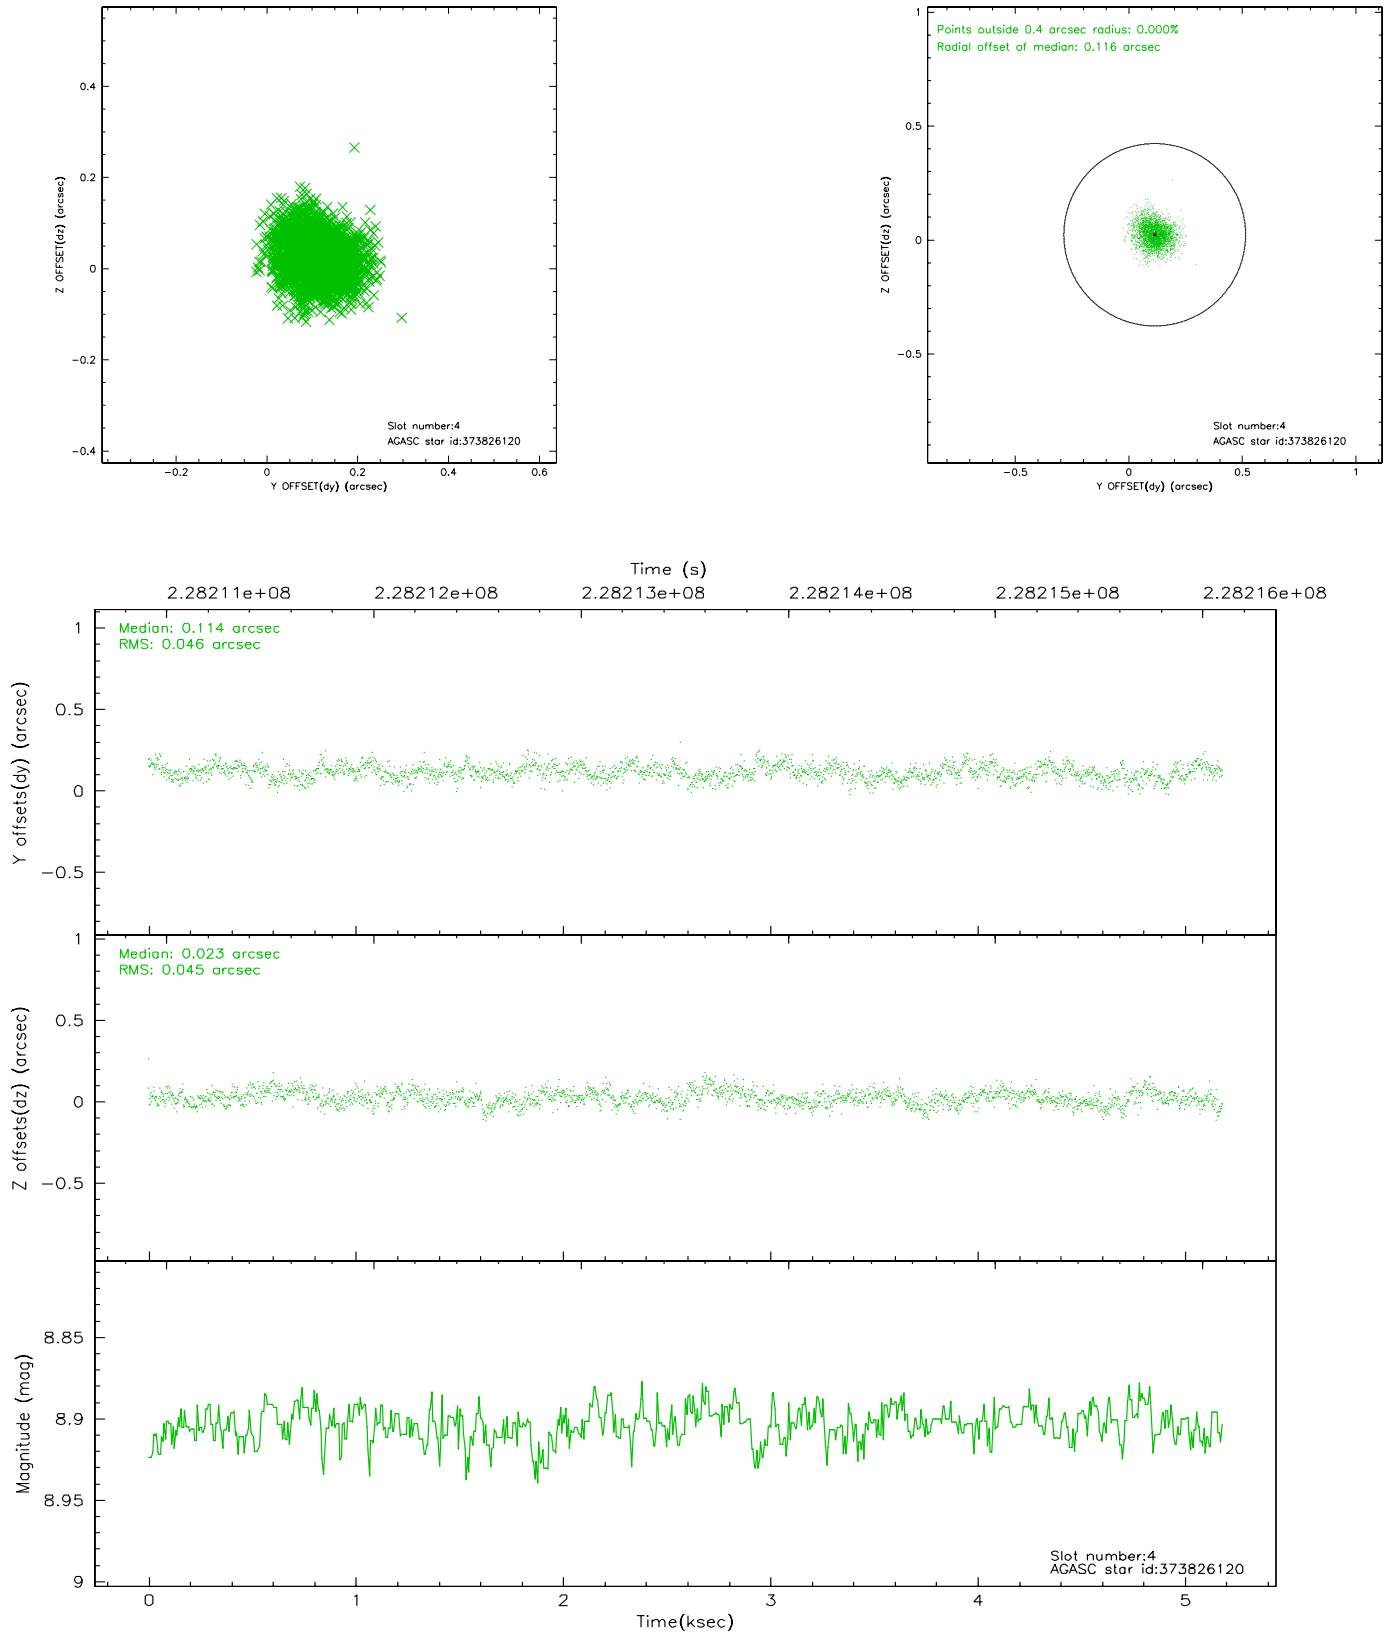 0.4
0.2
0
−0.2
−0.4
Z OFFSET(dz) (arcsec)
Slot number:4
AGASC star id:373826120
−0.2 0 0.2 0.4 0.6
Y OFFSET(dy) (arcsec)
Points outside 0.4 arcsec radius: 0.000%
Radial offset of median: 0.116 arcsec
1
0.5
0
−0.5
Z OFFSET(dz) (arcsec)
Slot number:4
AGASC star id:373826120
−0.5 0 0.5 1
Y OFFSET(dy) (arcsec)
Time (s)
2.28211e+08 2.28212e+08 2.28213e+08 2.28214e+08 2.28215e+08 2.28216e+08
Median: 0.114 arcsec
RMS: 0.046 arcsec
1
0.5
0
−0.5
Y offsets(dy) (arcsec)
Median: 0.023 arcsec
RMS: 0.045 arcsec
1
0.5
0
−0.5
Z offsets(dz) (arcsec)
8.85
8.9
8.95
9
Magnitude (mag)
Slot number:4
AGASC star id:373826120
0 1 2 3 4 5
Time(ksec)